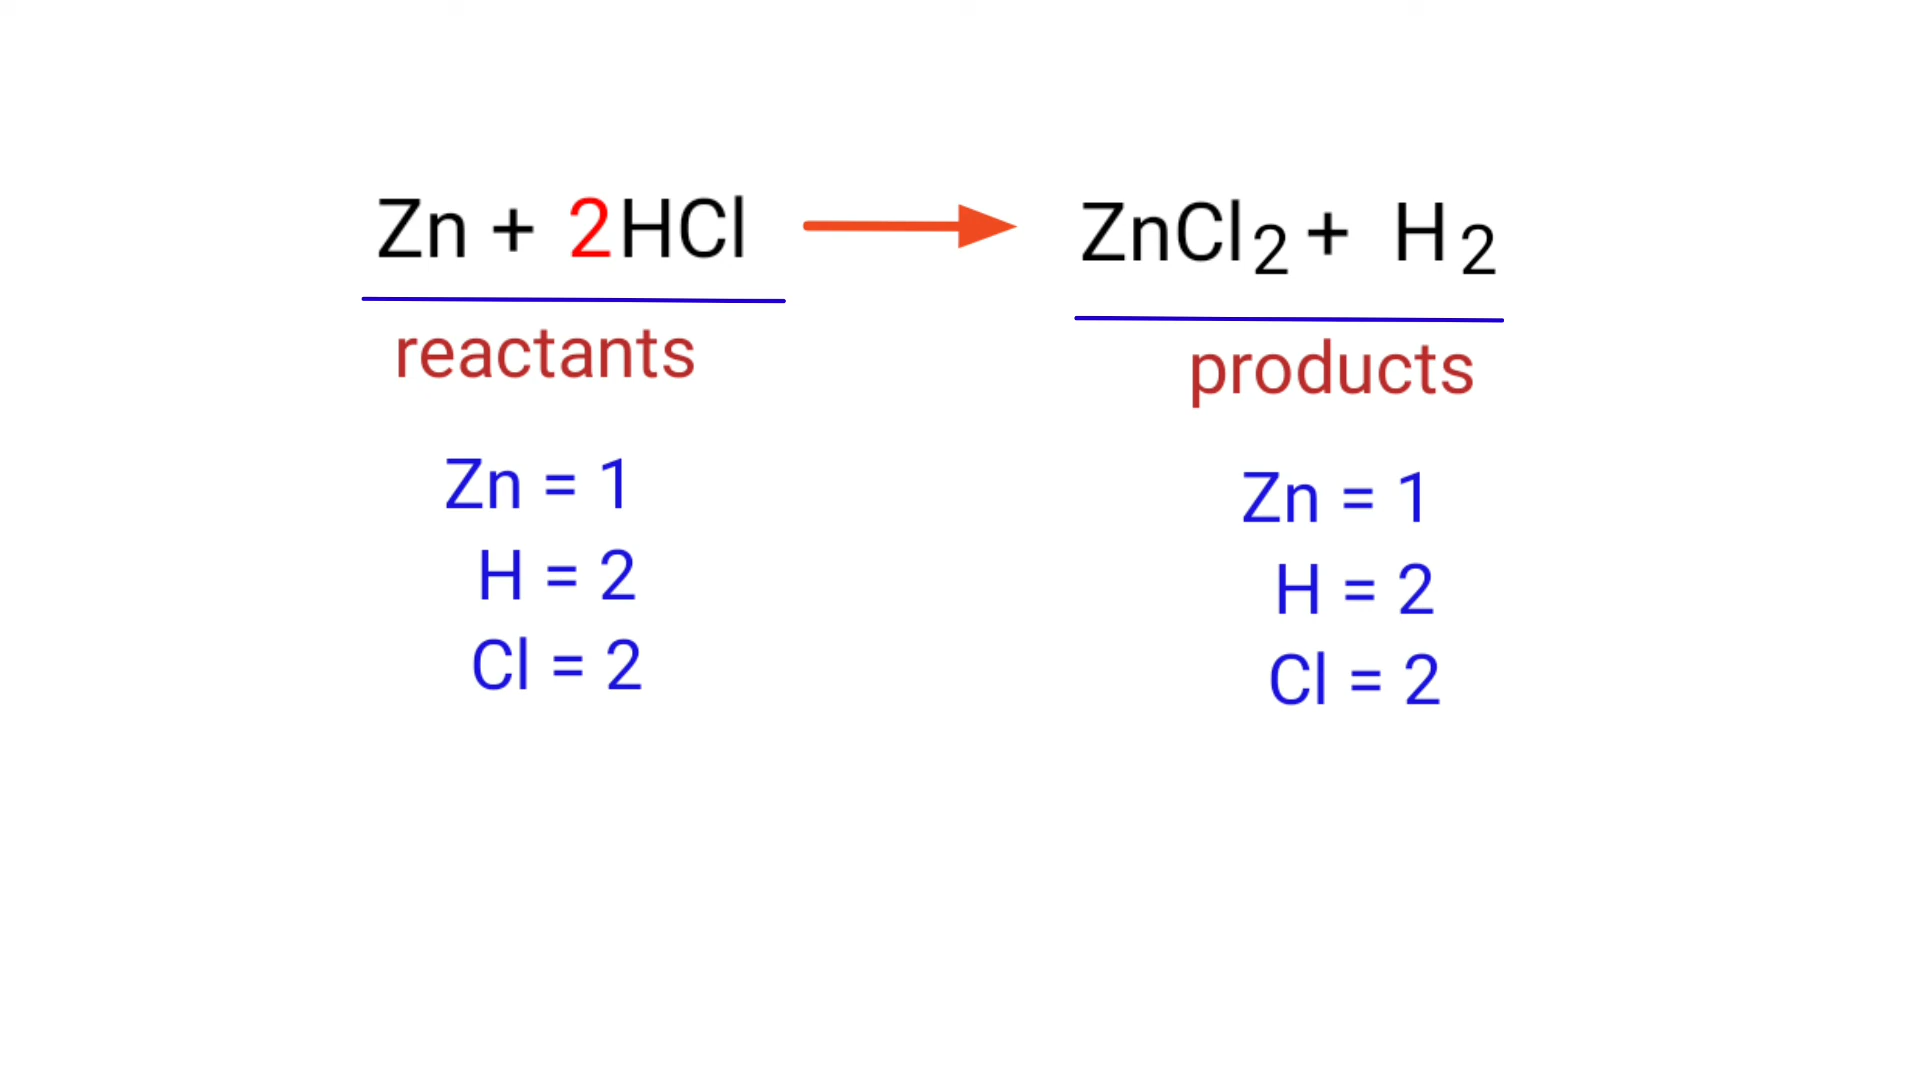 Zn + 2HCl → ZnCl₂ + H₂
reactants
products
Zn = 1
H = 2
Cl = 2
Zn = 1
H = 2
Cl = 2